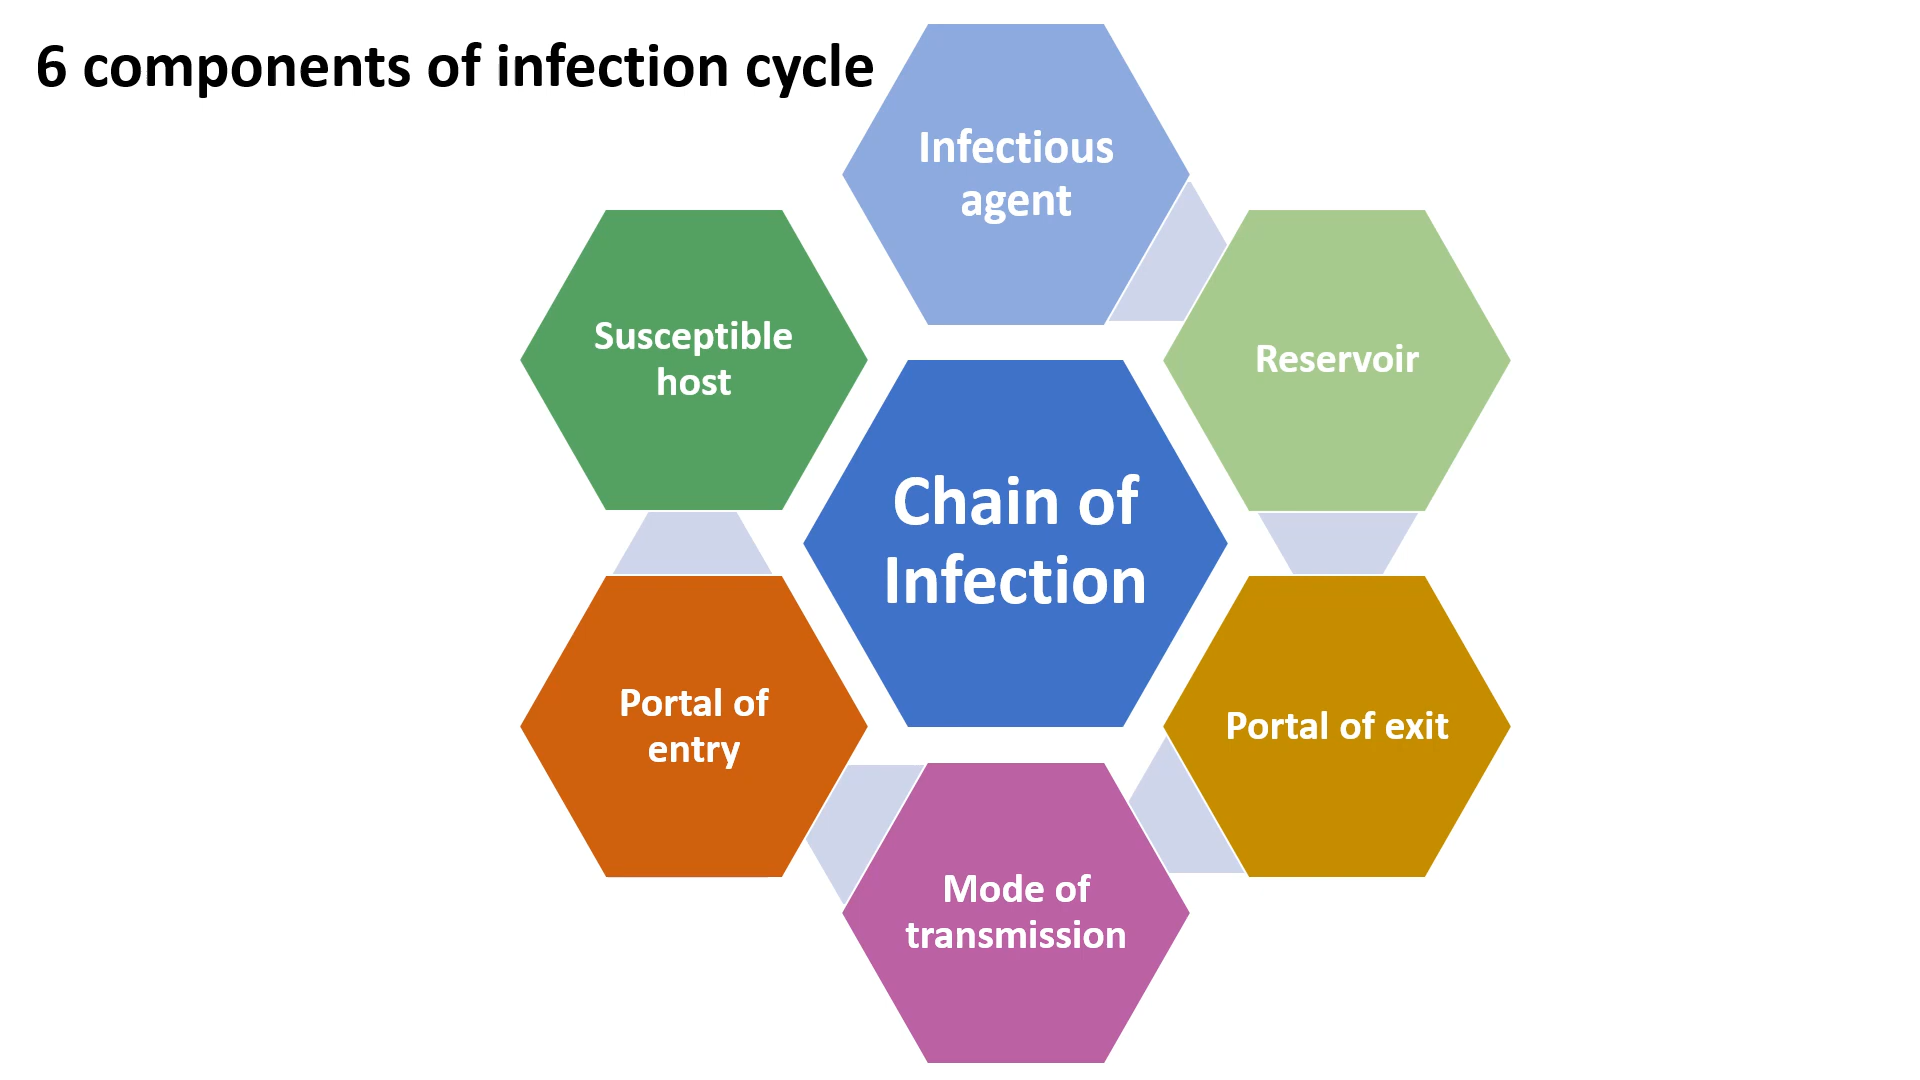 6 components of infection cycle
Infectious
agent
Susceptible
host
Reservoir
Chain of
Infection
Portal of
entry
Portal of exit
Mode of
transmission